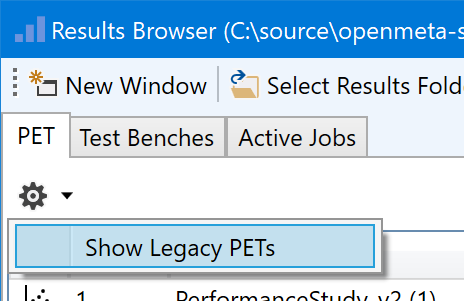 Results Browser (C:\source\openmeta-s
New Window Select Results Fold
PET Test Benches Active Jobs
Show Legacy PETs
1 PerformanceStudy_v2 (1)